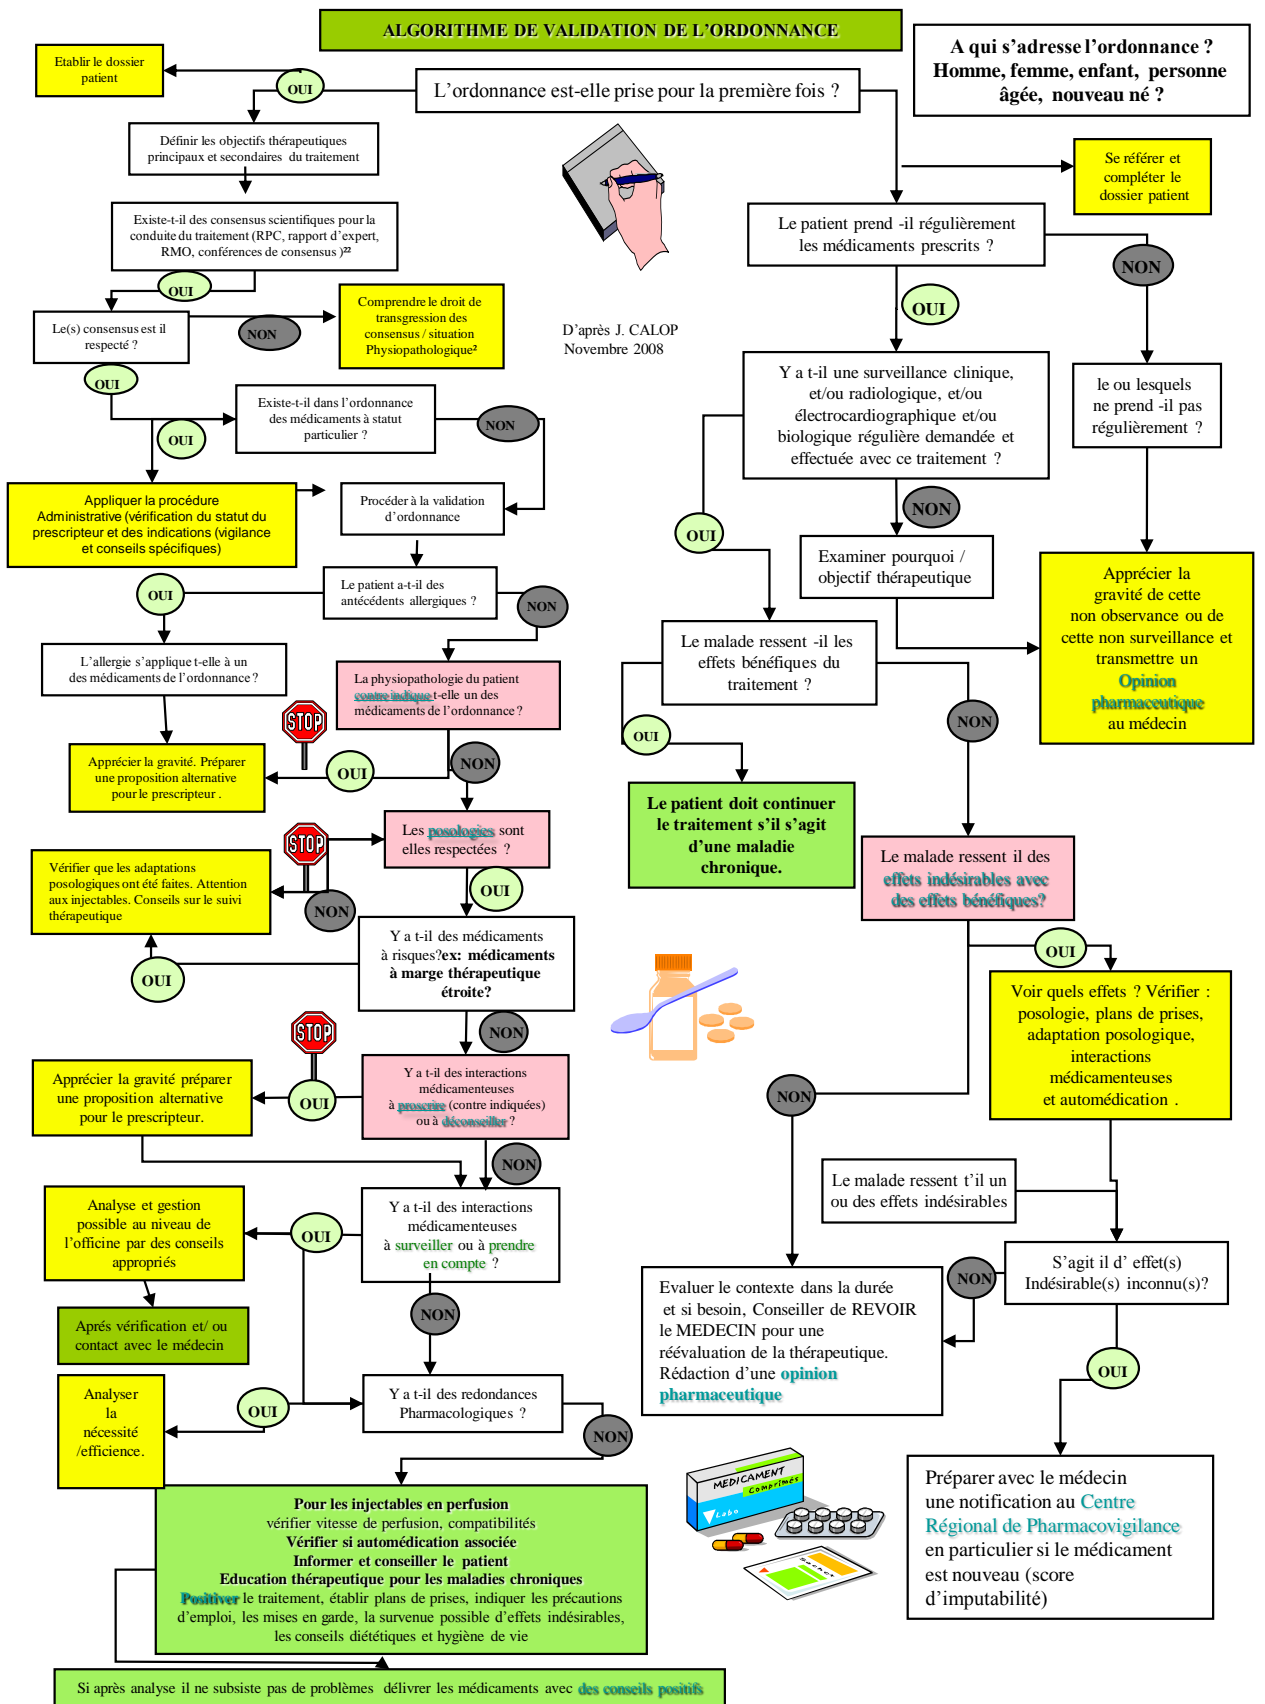 ALGORITHME DE VALIDATION DE L'ORDONNANCE
A qui s'adresse l'ordonnance ?
Homme, femme, enfant, personne
âgée, nouveau né ?
Etablir le dossier
patient
OUI
L'ordonnance est-elle prise pour la première fois ?
Définir les objectifs thérapeutiques
principaux et secondaires du traitement
Existe-t-il des consensus scientifiques pour la
conduite du traitement (RPC, rapport d'expert,
RMO, conférences de consensus )²²
OUI
Le(s) consensus est il
respecté ?
NON
Comprendre le droit de
transgression des
consensus / situation
Physiopathologique²
OUI
Existe-t-il dans l'ordonnance
des médicaments à statut
particulier ?
OUI
NON
Appliquer la procédure
Administrative (vérification du statut du
prescripteur et des indications (vigilance
et conseils spécifiques)
Procéder à la validation
d'ordonnance
Le patient a-t-il des
antécédents allergiques ?
OUI
NON
L'allergie s'applique t-elle à un
des médicaments de l'ordonnance ?
La physiopathologie du patient
contre indique t-elle un des
médicaments de l'ordonnance ?
STOP
OUI
NON
Apprécier la gravité. Préparer
une proposition alternative
pour le prescripteur .
Les posologies sont
elles respectées ?
STOP
Vérifier que les adaptations
posologiques ont été faites. Attention
aux injectables. Conseils sur le suivi
thérapeutique
NON
OUI
Y a t-il des médicaments
à risques?ex: médicaments
à marge thérapeutique
étroite?
OUI
NON
STOP
Y a t-il des interactions
médicamenteuses
à proscrire (contre indiquées)
ou à déconseiller ?
OUI
Apprécier la gravité préparer
une proposition alternative
pour le prescripteur.
NON
Y a t-il des interactions
médicamenteuses
à surveiller ou à prendre
en compte ?
OUI
Analyse et gestion
possible au niveau de
l'officine par des conseils
appropriés
Aprés vérification et/ ou
contact avec le médecin
NON
Y a t-il des redondances
Pharmacologiques ?
OUI
Analyser
la
nécessité
/efficience.
NON
Pour les injectables en perfusion
vérifier vitesse de perfusion, compatibilités
Vérifier si automédication associée
Informer et conseiller le patient
Education thérapeutique pour les maladies chroniques
Positiver le traitement, établir plans de prises, indiquer les précautions
d'emploi, les mises en garde, la survenue possible d'effets indésirables,
les conseils diététiques et hygiène de vie
Si après analyse il ne subsiste pas de problèmes délivrer les médicaments avec des conseils positifs
D'après J. CALOP
Novembre 2008
Se référer et
compléter le
dossier patient
Le patient prend -il régulièrement
les médicaments prescrits ?
NON
OUI
le ou lesquels
ne prend -il pas
régulièrement ?
Y a t-il une surveillance clinique,
et/ou radiologique, et/ou
électrocardiographique et/ou
biologique régulière demandée et
effectuée avec ce traitement ?
OUI
NON
Examiner pourquoi /
objectif thérapeutique
Apprécier la
gravité de cette
non observance ou de
cette non surveillance et
transmettre un
Opinion
pharmaceutique
au médecin
Le malade ressent -il les
effets bénéfiques du
traitement ?
OUI
NON
Le patient doit continuer
le traitement s'il s'agit
d'une maladie
chronique.
Le malade ressent il des
effets indésirables avec
des effets bénéfiques?
OUI
Voir quels effets ? Vérifier :
posologie, plans de prises,
adaptation posologique,
interactions
médicamenteuses
et automédication .
NON
Le malade ressent t'il un
ou des effets indésirables
S'agit il d' effet(s)
Indésirable(s) inconnu(s)?
NON
Evaluer le contexte dans la durée
et si besoin, Conseiller de REVOIR
le MEDECIN pour une
réévaluation de la thérapeutique.
Rédaction d'une opinion
pharmaceutique
OUI
Préparer avec le médecin
une notification au Centre
Régional de Pharmacovigilance
en particulier si le médicament
est nouveau (score
d'imputabilité)
MEDICAMENT
Comprimés
Labo
Sachet